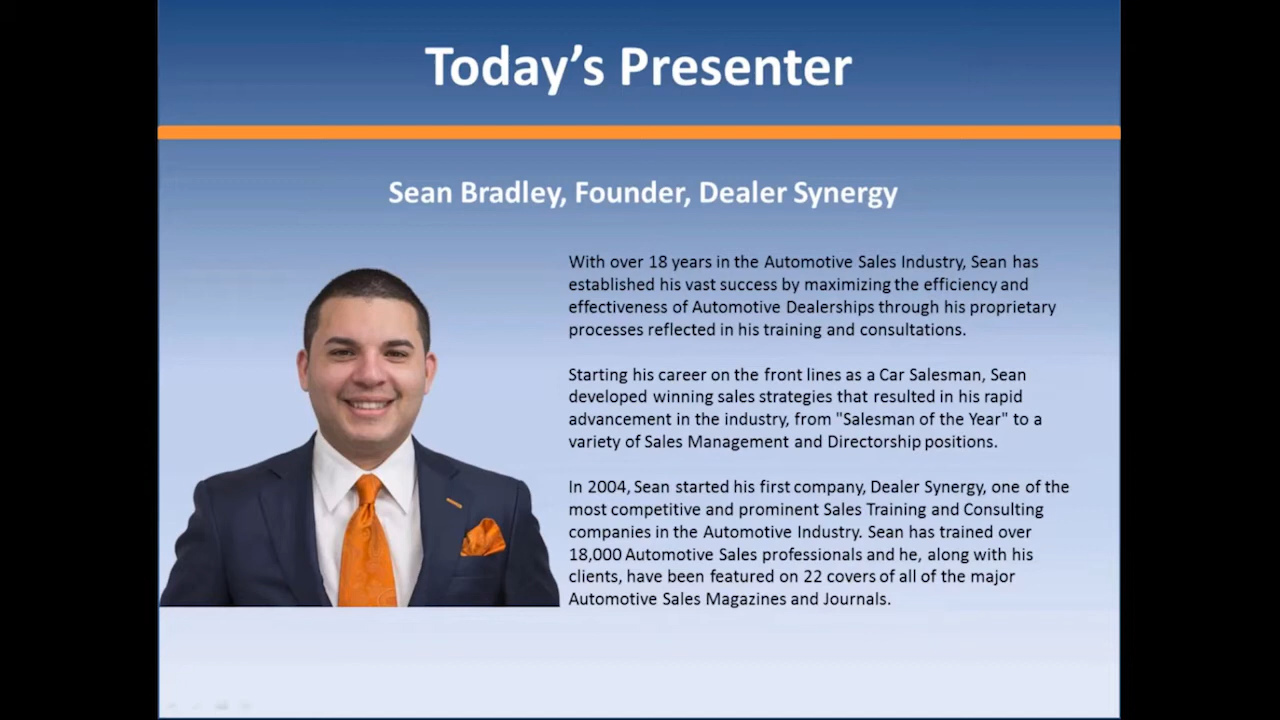 Today’s Presenter
Sean Bradley, Founder, Dealer Synergy
With over 18 years in the Automotive Sales Industry, Sean has
established his vast success by maximizing the efficiency and
effectiveness of Automotive Dealerships through his proprietary
processes reflected in his training and consultations.
Starting his career on the front lines as a Car Salesman, Sean
developed winning sales strategies that resulted in his rapid
advancement in the industry, from "Salesman of the Year" to a
variety of Sales Management and Directorship positions.
In 2004, Sean started his first company, Dealer Synergy, one of the
most competitive and prominent Sales Training and Consulting
companies in the Automotive Industry. Sean has trained over
18,000 Automotive Sales professionals and he, along with his
clients, have been featured on 22 covers of all of the major
Automotive Sales Magazines and Journals.